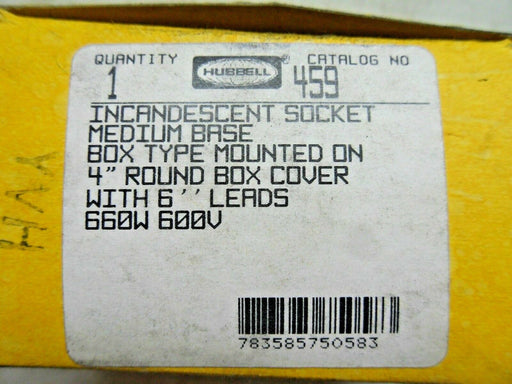 QUANTITY HUBBELL ® CATALOG NO
1 459
INCANDESCENT SOCKET
MEDIUM BASE
BOX TYPE MOUNTED ON
4" ROUND BOX COVER
WITH 6'' LEADS
660W 600V
783585750583